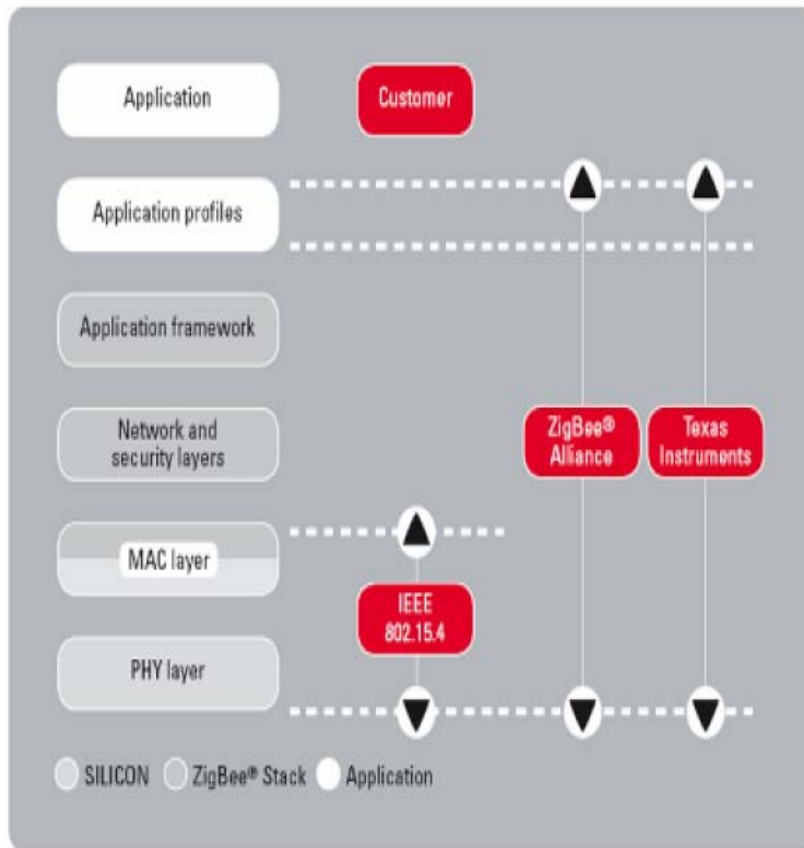 Application
Customer
Application profiles
Application framework
Network and
security layers
ZigBee® Alliance
Texas Instruments
MAC layer
IEEE
802.15.4
PHY layer
SILICON
ZigBee® Stack
Application